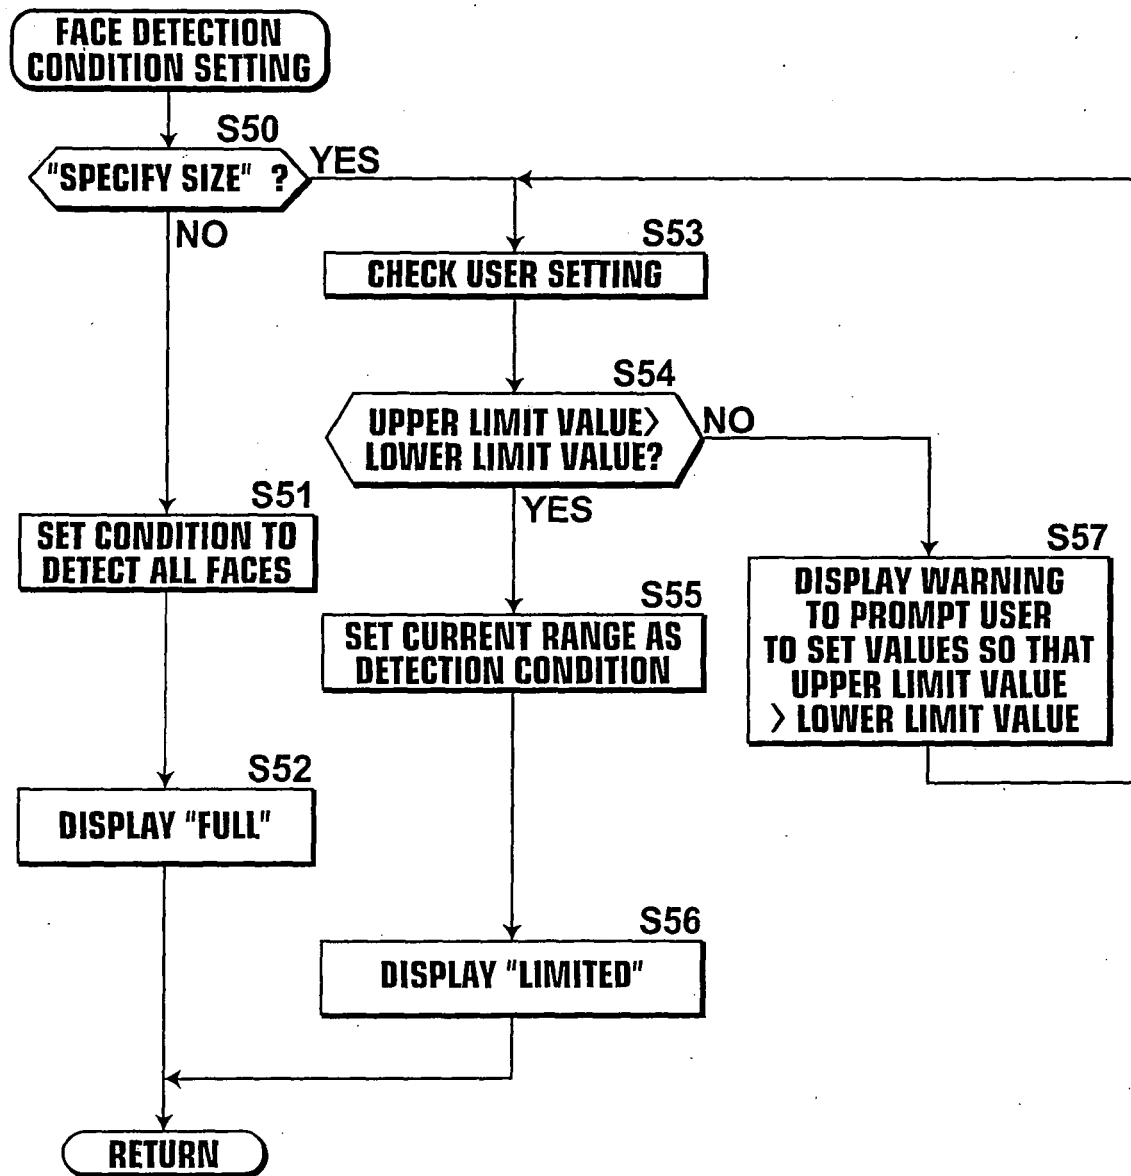 FACE DETECTION
CONDITION SETTING
S50
"SPECIFY SIZE" ?
YES
NO
S53
CHECK USER SETTING
S54
UPPER LIMIT VALUE>
LOWER LIMIT VALUE?
NO
YES
S51
SET CONDITION TO
DETECT ALL FACES
S55
SET CURRENT RANGE AS
DETECTION CONDITION
S57
DISPLAY WARNING
TO PROMPT USER
TO SET VALUES SO THAT
UPPER LIMIT VALUE
> LOWER LIMIT VALUE
S52
DISPLAY "FULL"
S56
DISPLAY "LIMITED"
RETURN